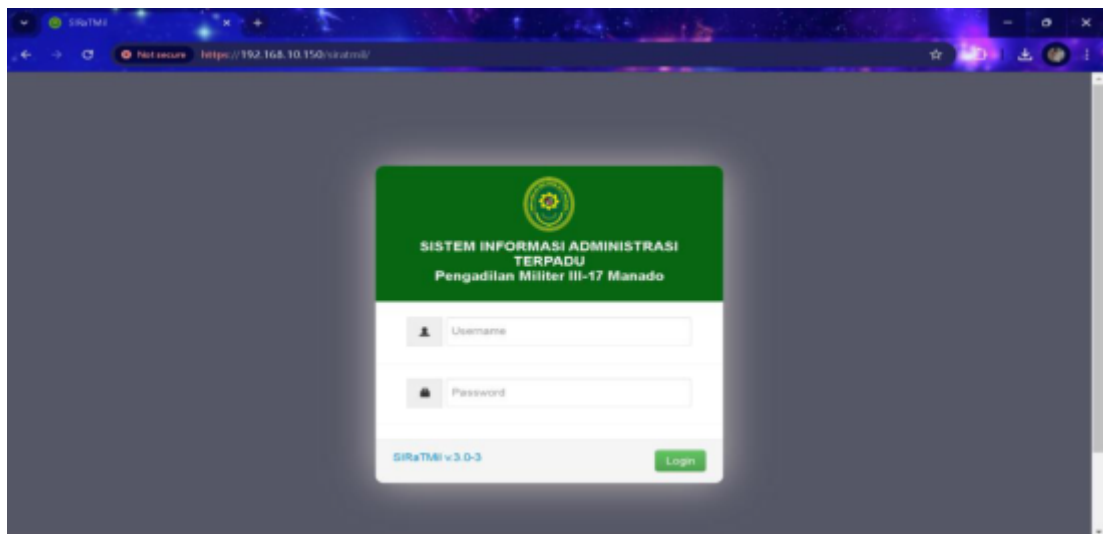 SIRaTMil
Not secure https://192.168.10.150/siratmil/
SISTEM INFORMASI ADMINISTRASI
TERPADU
Pengadilan Militer III-17 Manado
Username
Password
SIRaTMil v.3.0-3
Login